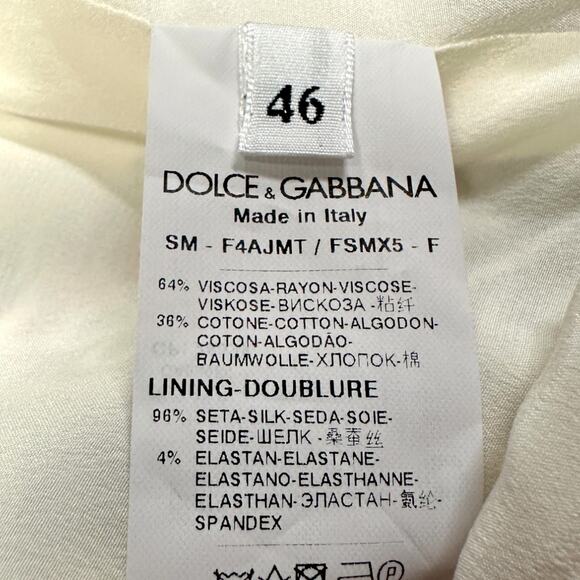 46
DOLCE & GABBANA
Made in Italy
SM - F4AJMT / FSMX5 - F
64% VISCOSA-RAYON-VISCOSE-
VISKOSE-ВИСКОЗА-粘纤
36% COTONE-COTTON-ALGODON-
COTON-ALGODÃO-
BAUMWOLLE-ХЛОПОК-棉
LINING-DOUBLURE
96% SETA-SILK-SEDA-SOIE-
SEIDE-ШЕЛК-桑蚕丝
4% ELASTAN-ELASTANE-
ELASTANO-ELASTHANNE-
ELASTHAN-ЭЛАСТАН-氨纶-
SPANDEX
P